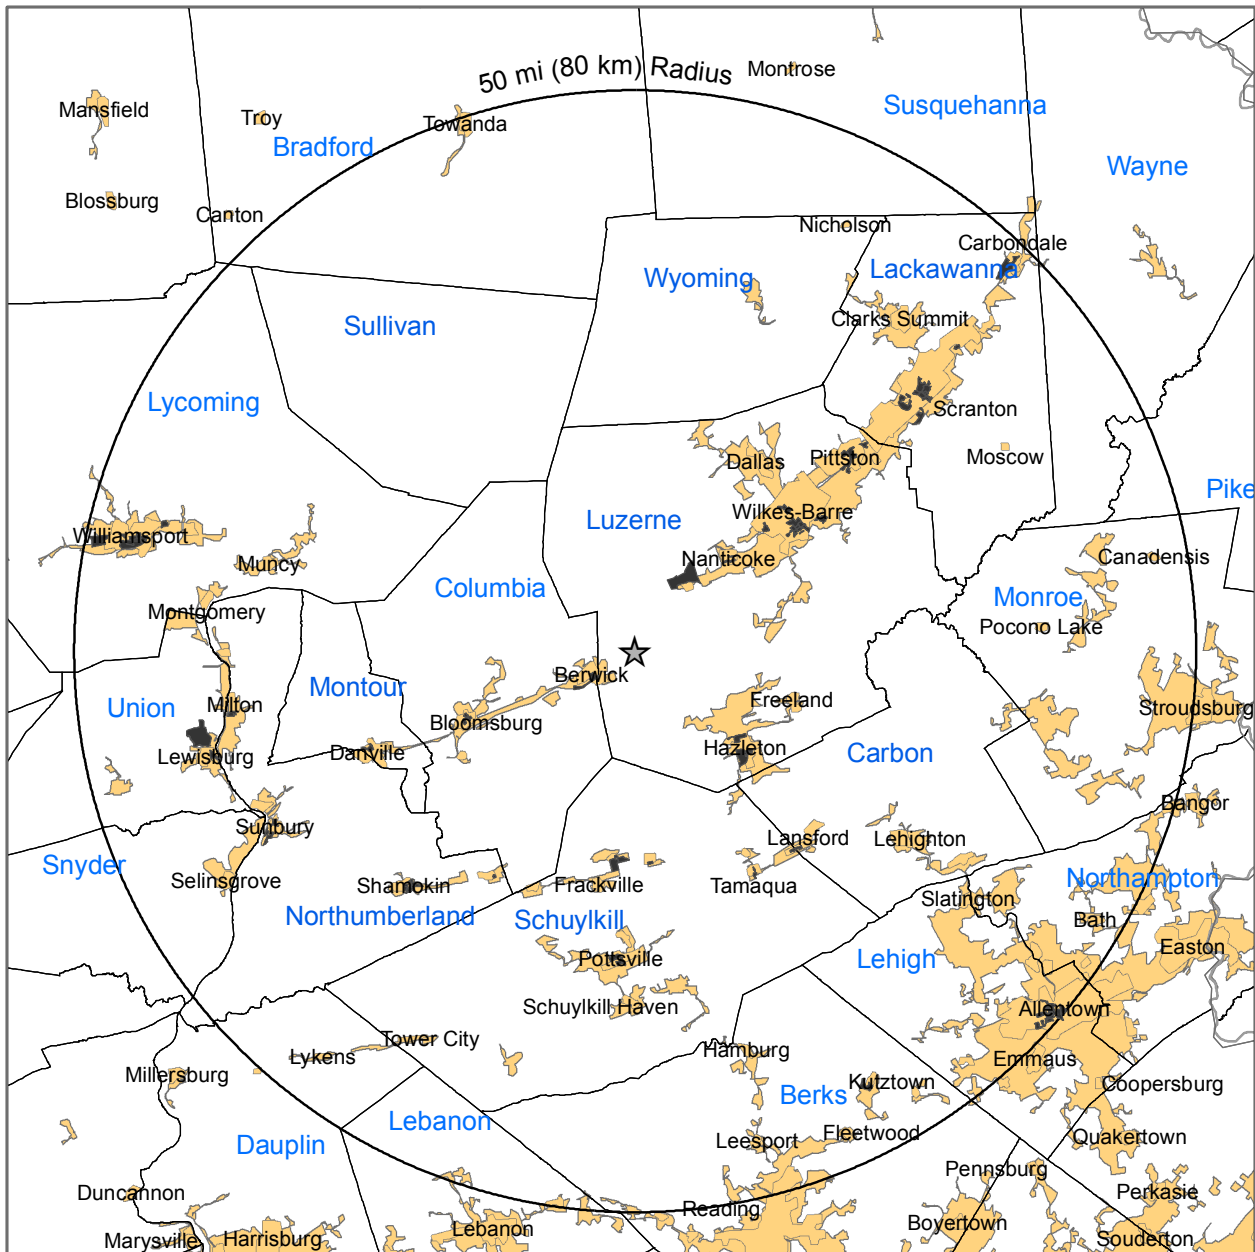 50 mi (80 km) Radius
Montrose
Susquehanna
Mansfield
Troy
Towanda
Bradford
Wayne
Blossburg
Canton
Nicholson
Carbondale
Wyoming
Lackawanna
Sullivan
Clarks Summit
Lycoming
Scranton
Dallas
Pittston
Moscow
Pike
Luzerne
Wilkes-Barre
Williamsport
Muncy
Nanticoke
Canadensis
Columbia
Monroe
Montgomery
Pocono Lake
Berwick
Montour
Union
Milton
Freeland
Stroudsburg
Bloomsburg
Danville
Hazleton
Carbon
Lewisburg
Bangor
Sunbury
Lansford
Lehighton
Snyder
Selinsgrove
Shamokin
Frackville
Tamaqua
Northampton
Slatington
Northumberland
Schuylkill
Bath
Easton
Pottsville
Lehigh
Schuylkill Haven
Allentown
Tower City
Lykens
Hamburg
Emmaus
Millersburg
Kutztown
Coopersburg
Berks
Lebanon
Fleetwood
Dauplin
Leesport
Quakertown
Pennsburg
Duncannon
Perkasie
Reading
Boyertown
Marysville
Harrisburg
Lebanon
Souderton